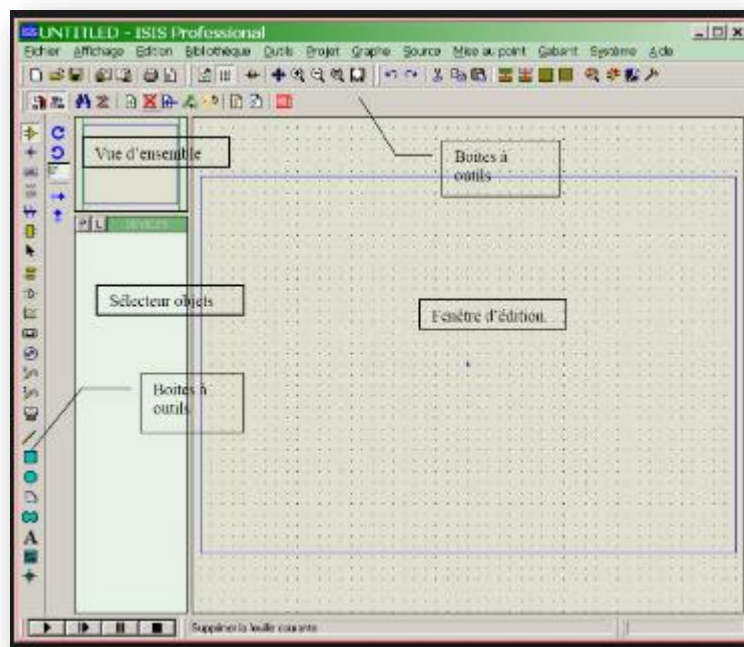 UNTITLED - ISIS Professional
Fichier Affichage Edition Bibliothèque Outils Projet Graphe Source Mise au point Gabarit Système Aide
Vue d'ensemble
Boites à
outils
P L DEVICES
Sélecteur objets
Fenêtre d'édition.
Boites à
outils
A
Supprimer la feuille courante